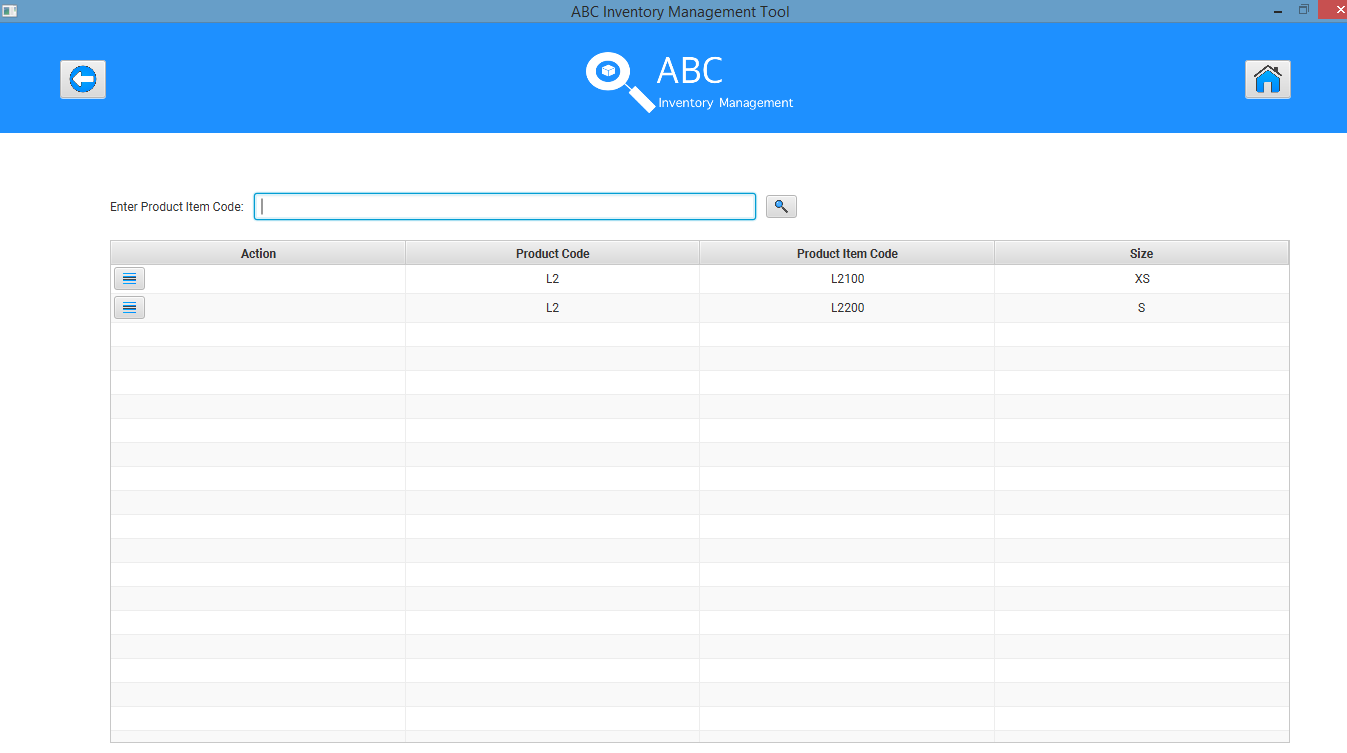 ABC Inventory Management Tool
ABC
Inventory Management
Enter Product Item Code:
Action Product Code Product Item Code Size
L2 L2100 XS
L2 L2200 S